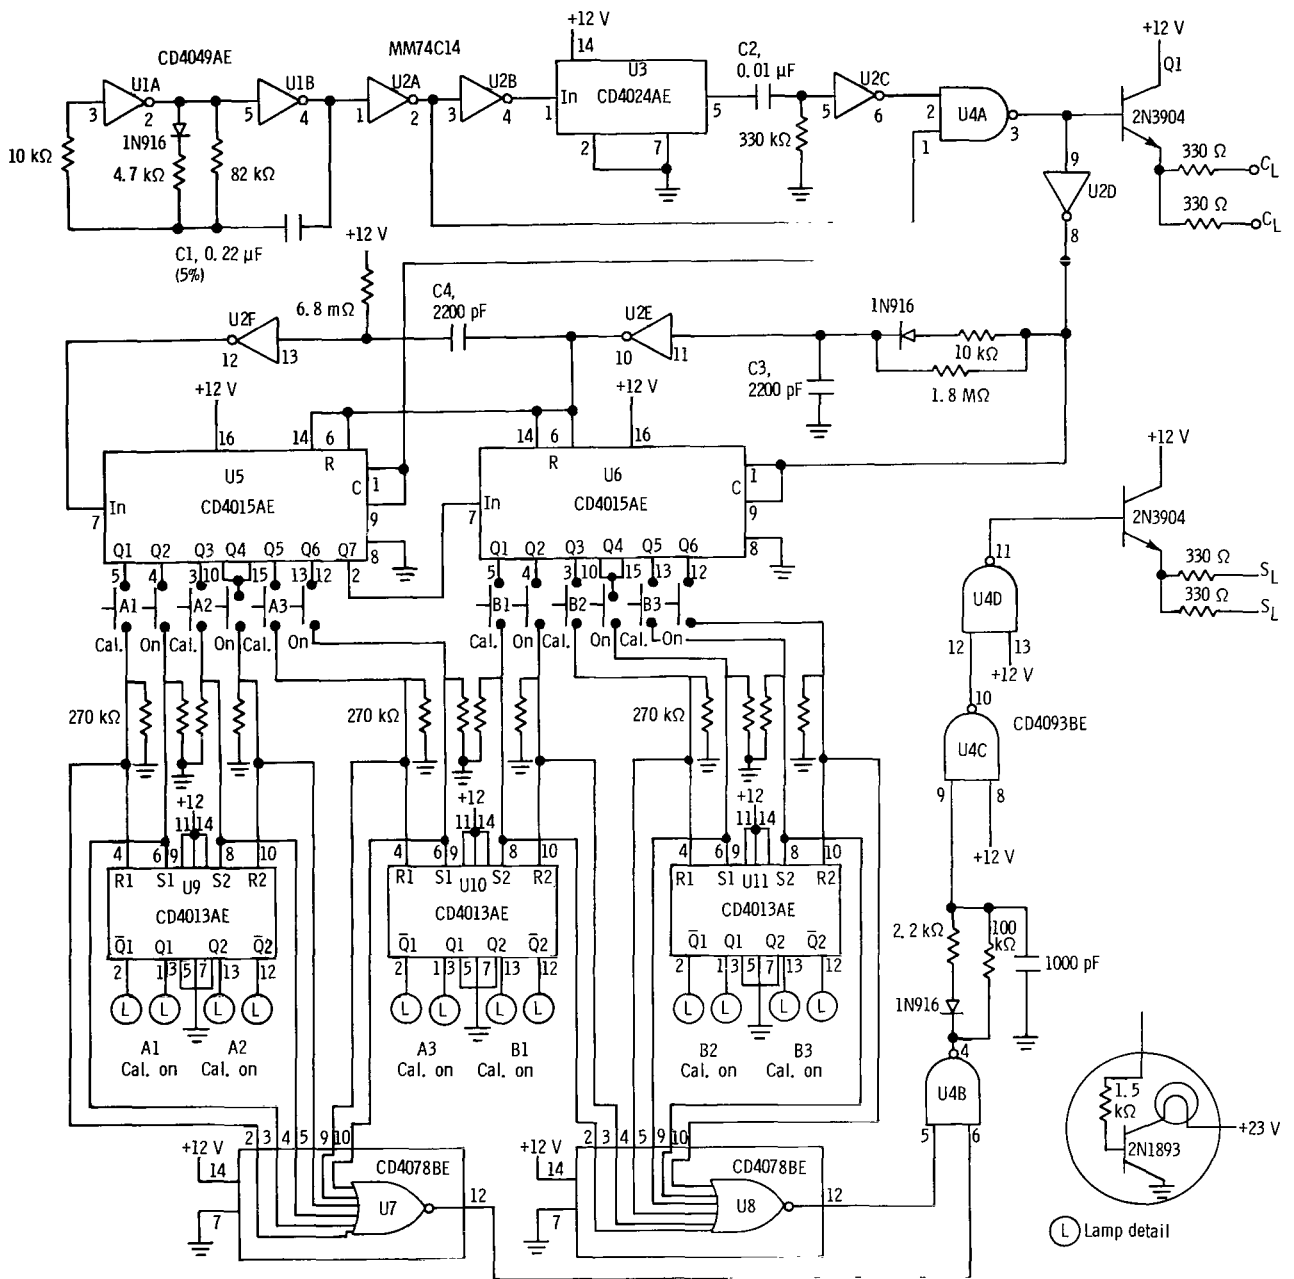 +12 V
14
CD4049AE
MM74C14
U1A
3
2
U1B
5
4
U2A
1
2
U2B
3
4
In
1
U3
CD4024AE
5
2
7
C2,
0.01 µF
330 kΩ
U2C
5
6
2
1
U4A
3
+12 V
Q1
2N3904
330 Ω
CL
330 Ω
CL
10 kΩ
1N916
4.7 kΩ
82 kΩ
C1, 0.22 µF
(5%)
9
U2D
8
+12 V
6.8 mΩ
C4,
2200 pF
U2F
12
13
U2E
10
11
C3,
2200 pF
1N916
10 kΩ
1.8 MΩ
+12 V
16
14
6
R
U5
CD4015AE
In
7
C
1
9
8
Q1 Q2 Q3 Q4 Q5 Q6 Q7
5 4 3 10 15 13 12 2
A1 A2 A3
Cal. On Cal. On Cal. On
+12 V
14
6
16
R
U6
CD4015AE
In
7
C
1
9
8
Q1 Q2 Q3 Q4 Q5 Q6
5 4 3 10 15 13 12
B1 B2 B3
Cal. On Cal. On Cal. On
+12 V
2N3904
330 Ω
SL
330 Ω
SL
11
U4D
12
13
+12 V
10
CD4093BE
U4C
9
8
+12 V
270 kΩ
270 kΩ
270 kΩ
+12
11 14
4 6 9 8 10
R1 S1 S2 R2
U9
CD4013AE
Q̅1 Q1 Q2 Q̅2
2 1 3 5 7 13 12
L L L L
A1 A2
Cal. on Cal. on
+12
11 14
4 6 9 8 10
R1 S1 S2 R2
U10
CD4013AE
Q̅1 Q1 Q2 Q̅2
2 1 3 5 7 13 12
L L L L
A3 B1
Cal. on Cal. on
+12
11 14
4 6 9 8 10
R1 S1 S2 R2
U11
CD4013AE
Q̅1 Q1 Q2 Q̅2
2 1 3 5 7 13 12
L L L L
B2 B3
Cal. on Cal. on
2.2 kΩ
100
kΩ
1000 pF
1N916
4
U4B
5
6
+12 V
14
7
2 3 4 5 9 10
CD4078BE
U7
12
+12 V
14
7
2 3 4 5 9 10
CD4078BE
U8
12
1.5
kΩ
2N1893
+23 V
L Lamp detail